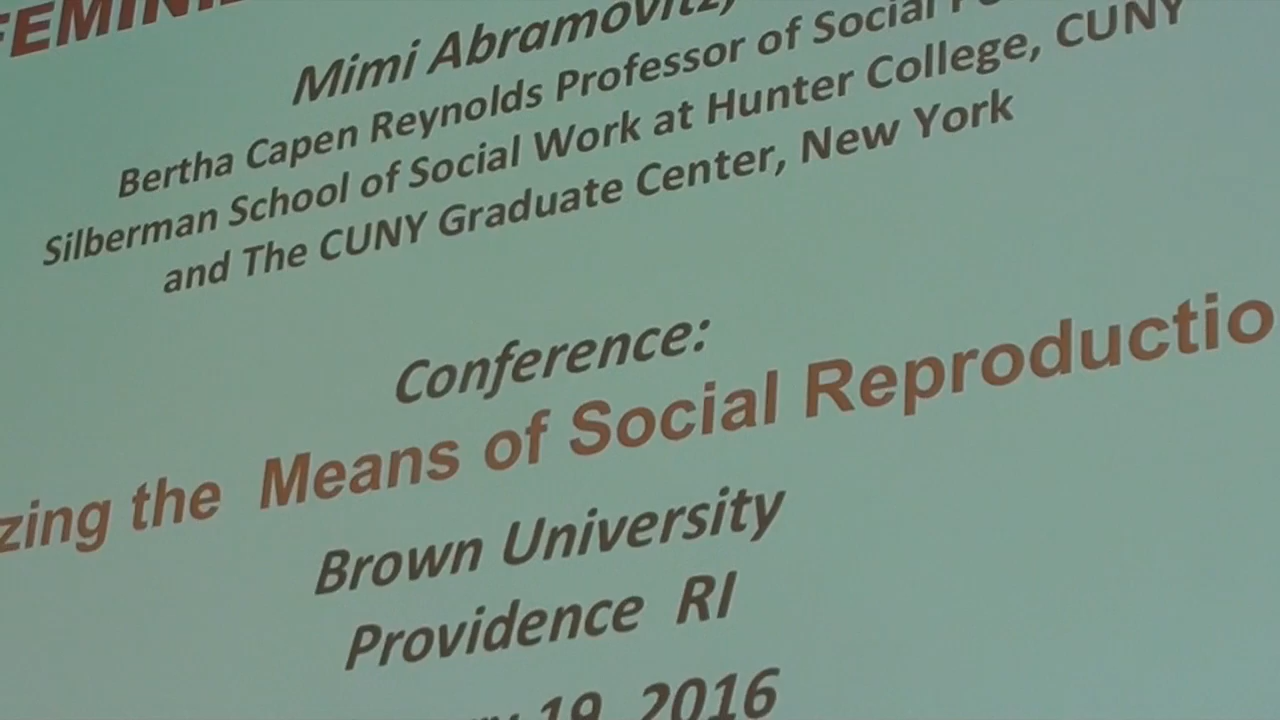 Mimi Abramovitz,
Bertha Capen Reynolds Professor of Social
Silberman School of Social Work at Hunter College, CUNY
and The CUNY Graduate Center, New York
Conference:
zing the Means of Social Reproductio
Brown University
Providence RI
19, 2016